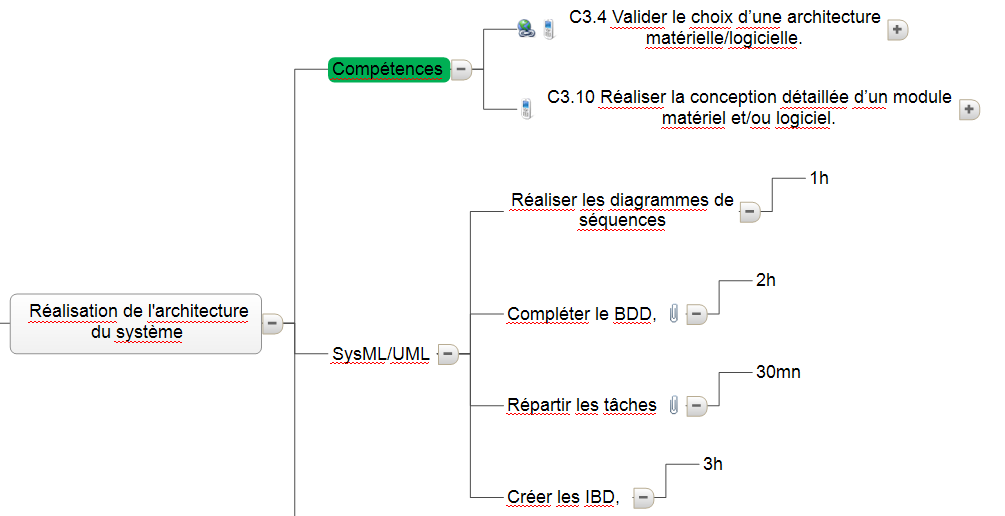 C3.4 Valider le choix d’une architecture
matérielle/logicielle.
Compétences
C3.10 Réaliser la conception détaillée d’un module
matériel et/ou logiciel.
1h
Réaliser les diagrammes de
séquences
2h
Réalisation de l'architecture
du système
Compléter le BDD,
SysML/UML
30mn
Répartir les tâches
3h
Créer les IBD,